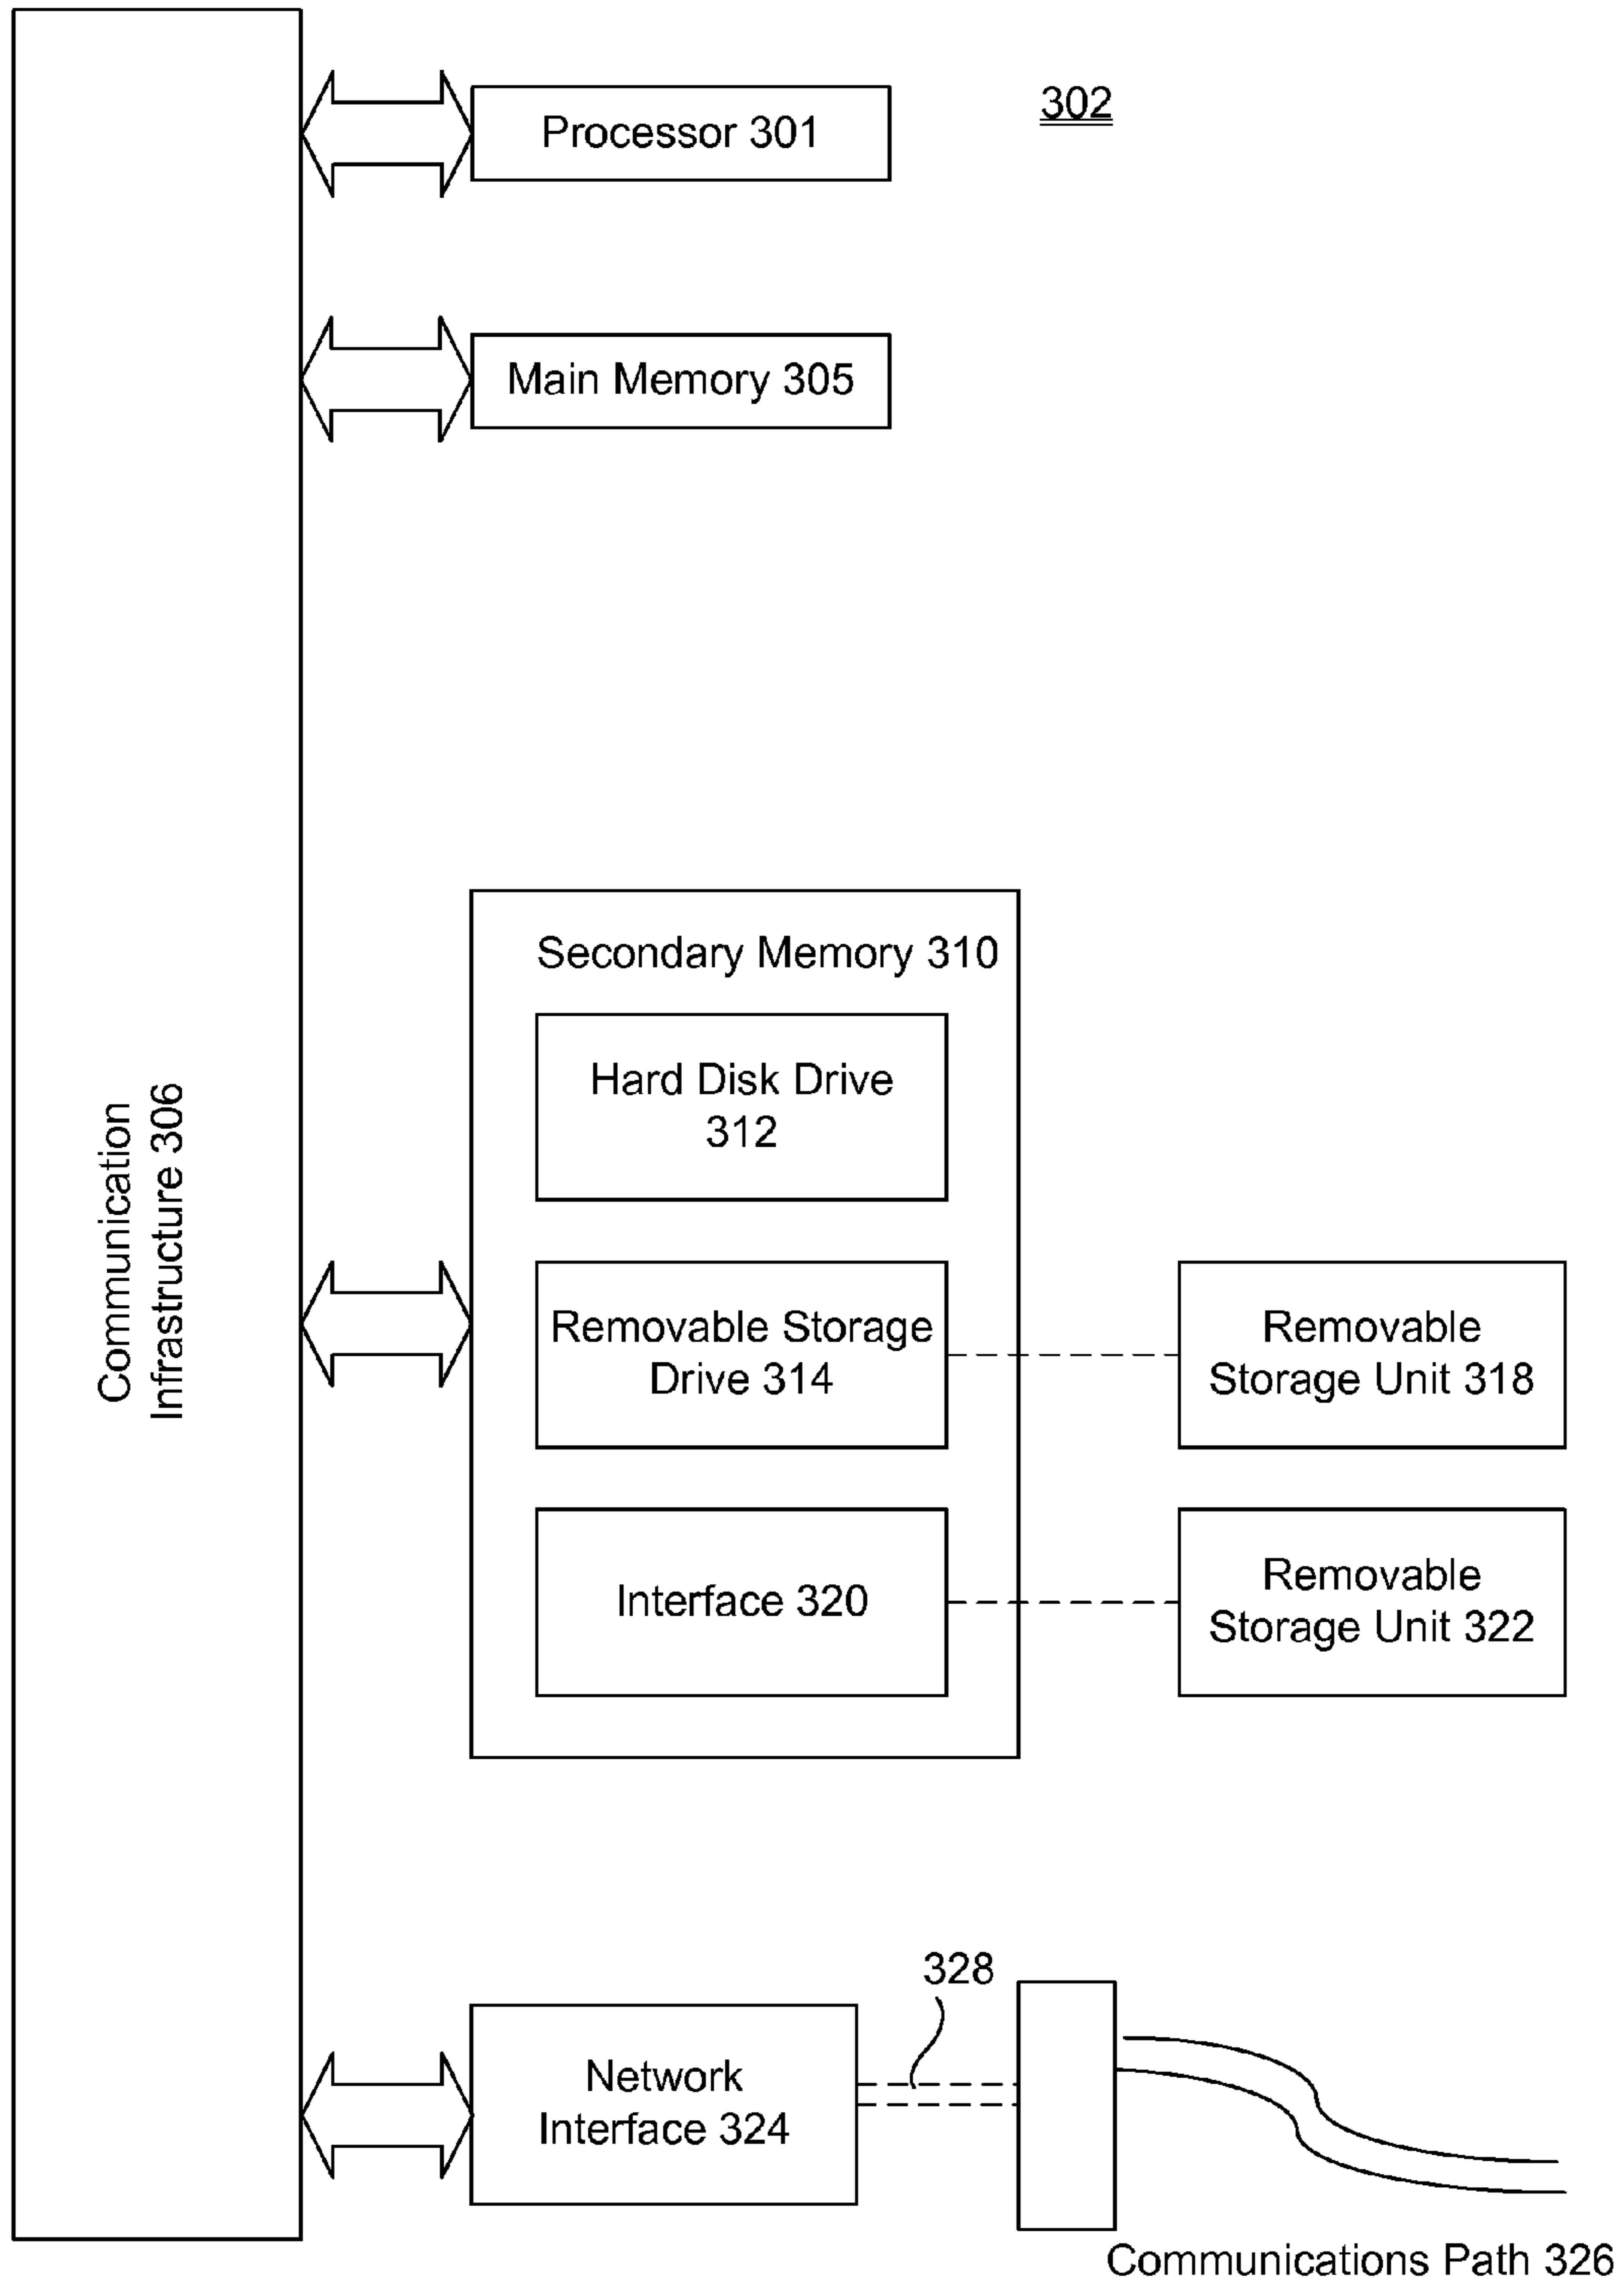 Processor 301
302
Main Memory 305
Communication
Infrastructure 306
Secondary Memory 310
Hard Disk Drive
312
Removable Storage
Drive 314
Removable
Storage Unit 318
Interface 320
Removable
Storage Unit 322
328
Network
Interface 324
Communications Path 326